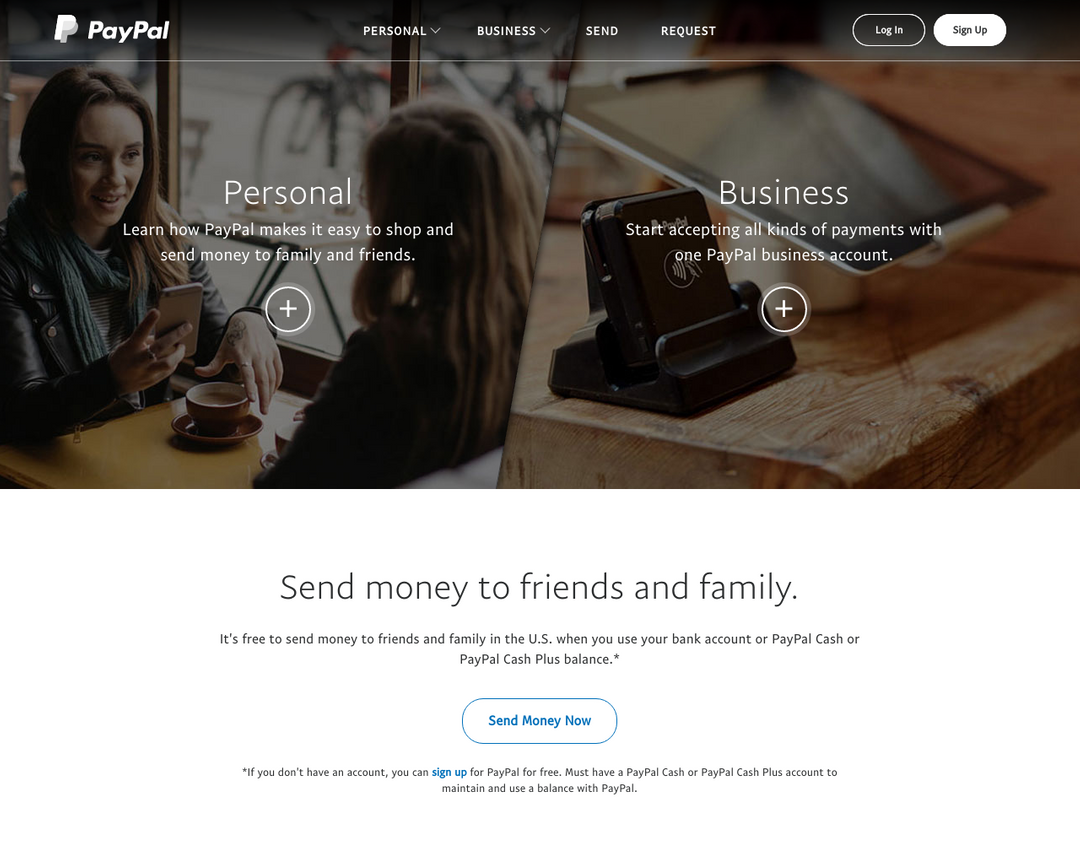 PayPal
PERSONAL
BUSINESS
SEND
REQUEST
Log In
Sign Up
Personal
Learn how PayPal makes it easy to shop and
send money to family and friends.
Business
Start accepting all kinds of payments with
one PayPal business account.
PayPal
Send money to friends and family.
It's free to send money to friends and family in the U.S. when you use your bank account or PayPal Cash or
PayPal Cash Plus balance.*
Send Money Now
*If you don't have an account, you can sign up for PayPal for free. Must have a PayPal Cash or PayPal Cash Plus account to
maintain and use a balance with PayPal.